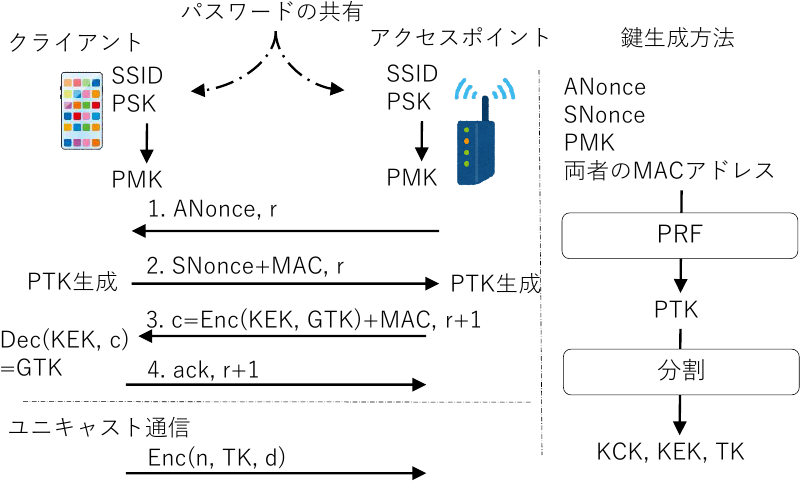 パスワードの共有
クライアント
アクセスポイント
SSID
PSK
PMK
SSID
PSK
PMK
1. ANonce, r
PTK生成
2. SNonce+MAC, r
PTK生成
3. c=Enc(KEK, GTK)+MAC, r+1
Dec(KEK, c)
=GTK
4. ack, r+1
ユニキャスト通信
Enc(n, TK, d)
鍵生成方法
ANonce
SNonce
PMK
両者のMACアドレス
PRF
PTK
分割
KCK, KEK, TK